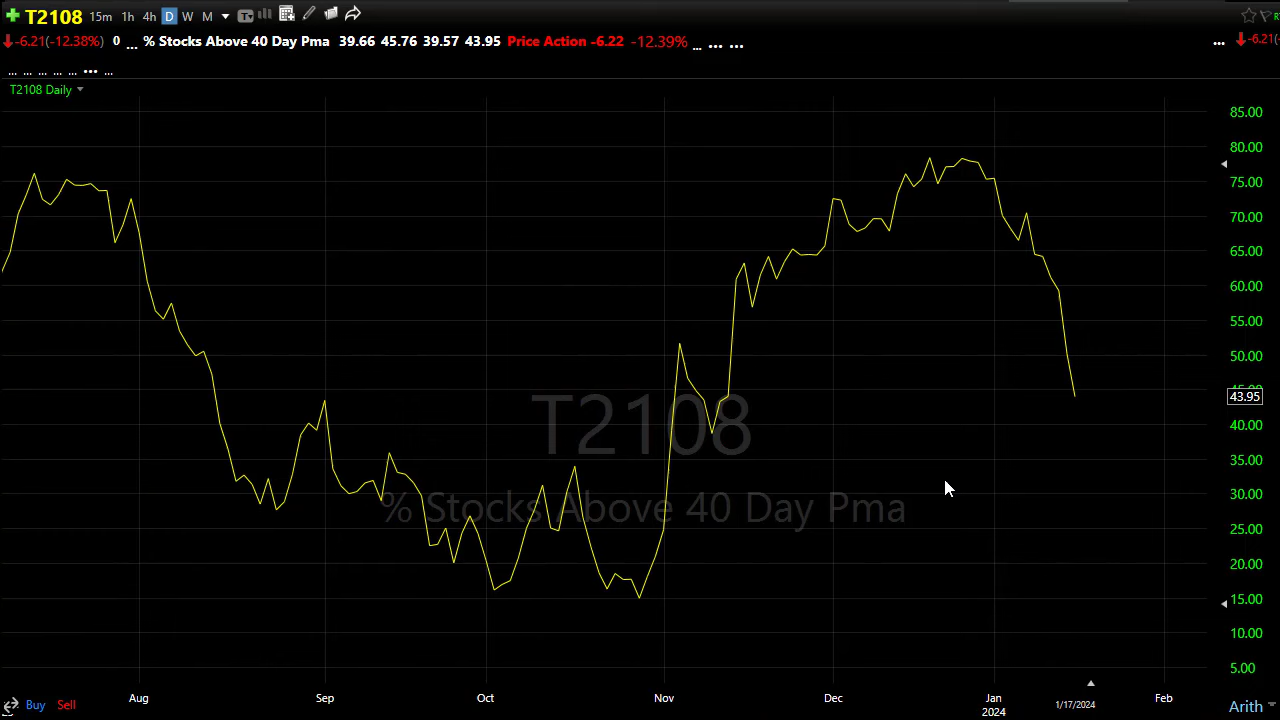 T2108 15m 1h 4h D W M TV
-6.21(-12.38%) 0 ... % Stocks Above 40 Day Pma 39.66 45.76 39.57 43.95 Price Action -6.22 -12.39% ... ... ... ... -6.21(-
... ... ... ... ... ... ...
T2108 Daily
85.00
80.00
75.00
70.00
65.00
60.00
55.00
50.00
45.00
43.95
40.00
35.00
30.00
25.00
20.00
15.00
10.00
5.00
T2108
% Stocks Above 40 Day Pma
Aug Sep Oct Nov Dec Jan Feb
2024 1/17/2024
Buy Sell Arith